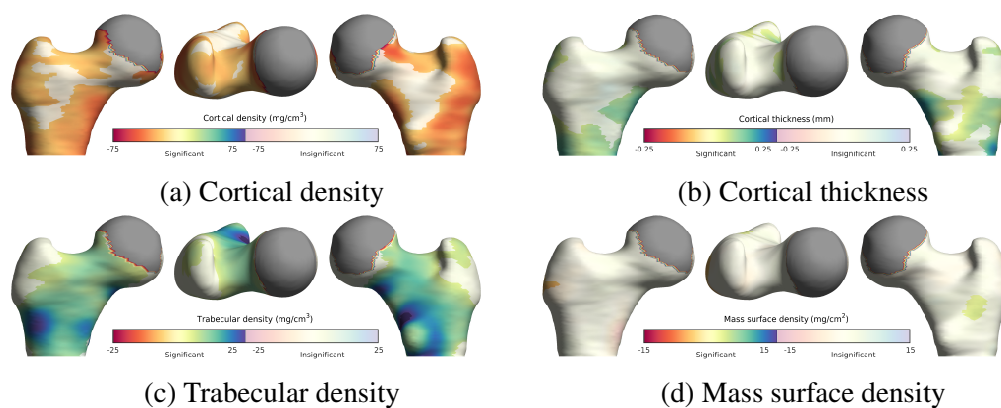 Cortical density (mg/cm³)
-75 75 -75 75
Significant Insignificant
(a) Cortical density
Cortical thickness (mm)
-0.25 0.25 -0.25 0.25
Significant Insignificant
(b) Cortical thickness
Trabecular density (mg/cm³)
-25 25 -25 25
Significant Insignificant
(c) Trabecular density
Mass surface density (mg/cm²)
-15 15 -15 15
Significant Insignificant
(d) Mass surface density